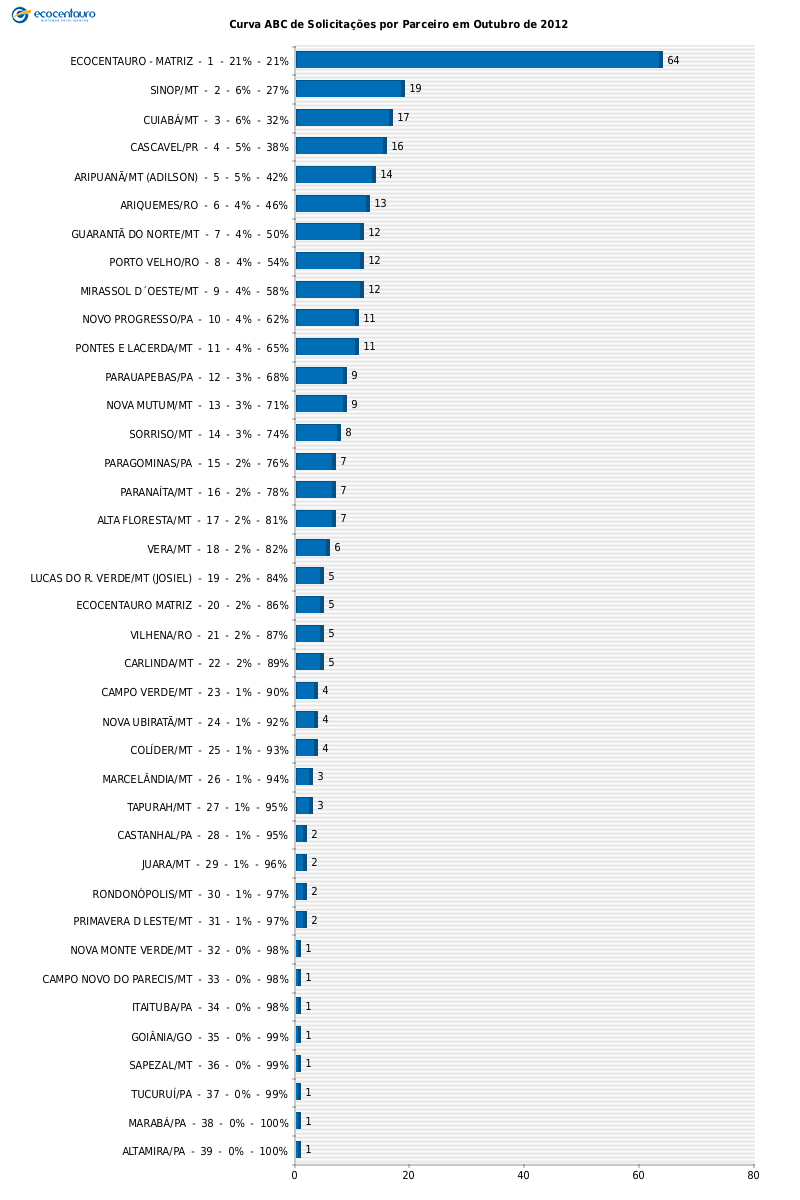 ecocentauro
Curva ABC de Solicitações por Parceiro em Outubro de 2012
ECOCENTAURO - MATRIZ - 1 - 21% - 21% 64
SINOP/MT - 2 - 6% - 27% 19
CUIABÁ/MT - 3 - 6% - 32% 17
CASCAVEL/PR - 4 - 5% - 38% 16
ARIPUANÃ/MT (ADILSON) - 5 - 5% - 42% 14
ARIQUEMES/RO - 6 - 4% - 46% 13
GUARANTÃ DO NORTE/MT - 7 - 4% - 50% 12
PORTO VELHO/RO - 8 - 4% - 54% 12
MIRASSOL D´OESTE/MT - 9 - 4% - 58% 12
NOVO PROGRESSO/PA - 10 - 4% - 62% 11
PONTES E LACERDA/MT - 11 - 4% - 65% 11
PARAUAPEBAS/PA - 12 - 3% - 68% 9
NOVA MUTUM/MT - 13 - 3% - 71% 9
SORRISO/MT - 14 - 3% - 74% 8
PARAGOMINAS/PA - 15 - 2% - 76% 7
PARANAÍTA/MT - 16 - 2% - 78% 7
ALTA FLORESTA/MT - 17 - 2% - 81% 7
VERA/MT - 18 - 2% - 82% 6
LUCAS DO R. VERDE/MT (JOSIEL) - 19 - 2% - 84% 5
ECOCENTAURO MATRIZ - 20 - 2% - 86% 5
VILHENA/RO - 21 - 2% - 87% 5
CARLINDA/MT - 22 - 2% - 89% 5
CAMPO VERDE/MT - 23 - 1% - 90% 4
NOVA UBIRATÃ/MT - 24 - 1% - 92% 4
COLÍDER/MT - 25 - 1% - 93% 4
MARCELÂNDIA/MT - 26 - 1% - 94% 3
TAPURAH/MT - 27 - 1% - 95% 3
CASTANHAL/PA - 28 - 1% - 95% 2
JUARA/MT - 29 - 1% - 96% 2
RONDONÓPOLIS/MT - 30 - 1% - 97% 2
PRIMAVERA D LESTE/MT - 31 - 1% - 97% 2
NOVA MONTE VERDE/MT - 32 - 0% - 98% 1
CAMPO NOVO DO PARECIS/MT - 33 - 0% - 98% 1
ITAITUBA/PA - 34 - 0% - 98% 1
GOIÂNIA/GO - 35 - 0% - 99% 1
SAPEZAL/MT - 36 - 0% - 99% 1
TUCURUÍ/PA - 37 - 0% - 99% 1
MARABÁ/PA - 38 - 0% - 100% 1
ALTAMIRA/PA - 39 - 0% - 100% 1
0 20 40 60 80